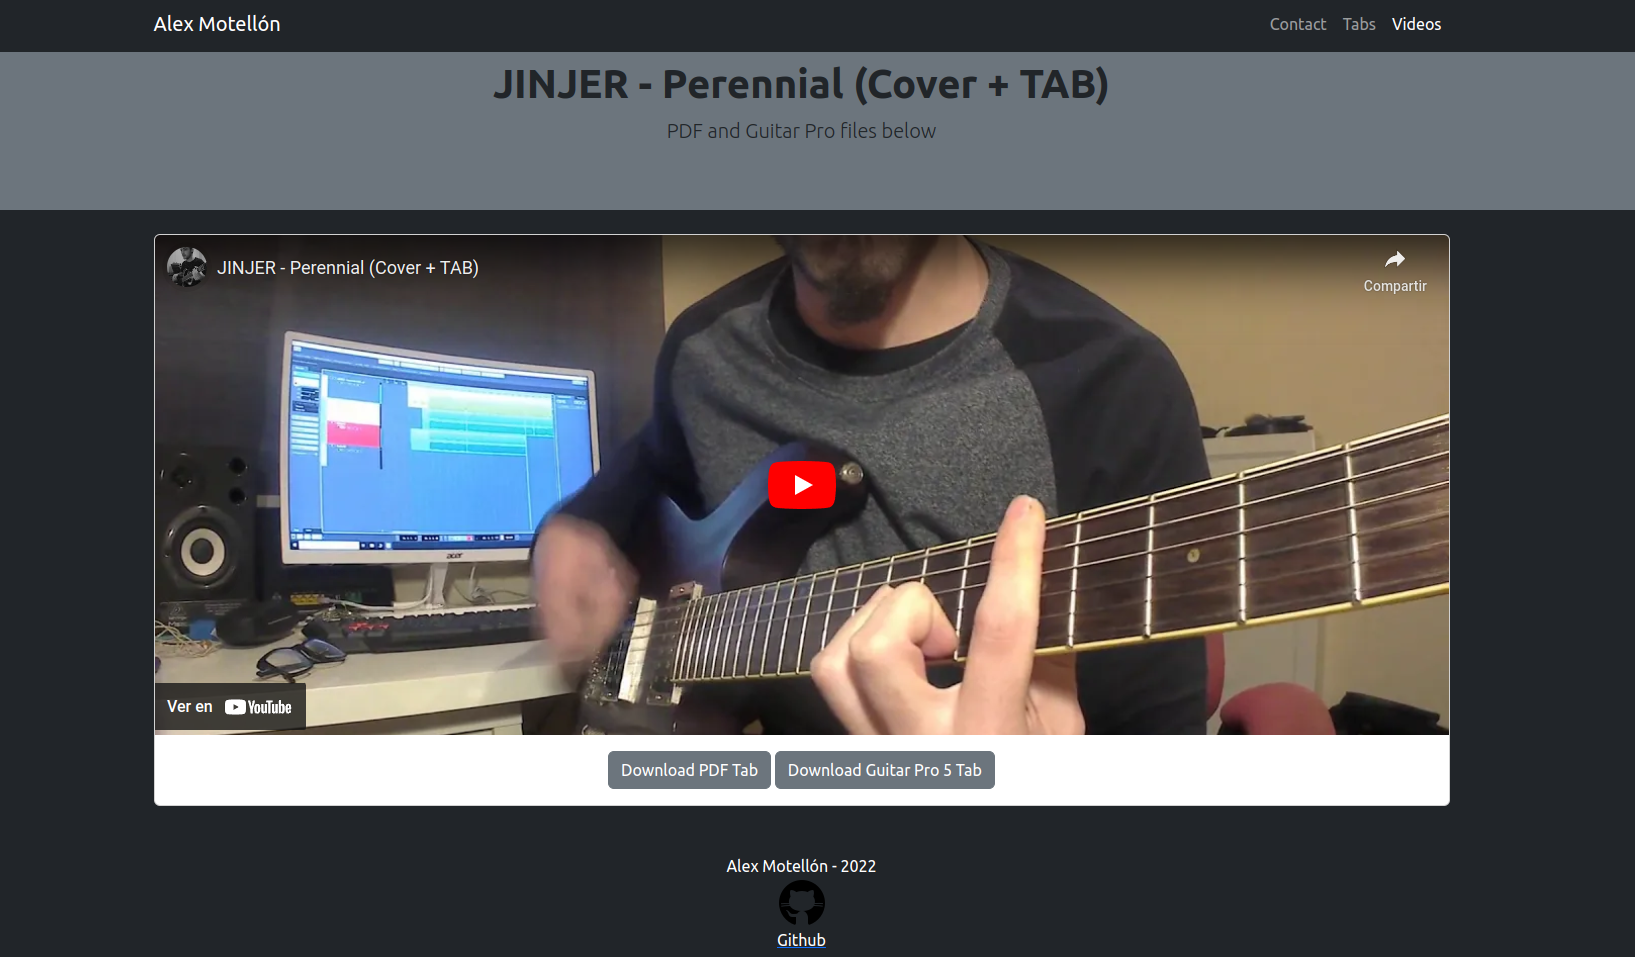 Alex Motellón
Contact Tabs Videos
JINJER - Perennial (Cover + TAB)
PDF and Guitar Pro files below
JINJER - Perennial (Cover + TAB)
Compartir
acer
Ver en YouTube
Download PDF Tab Download Guitar Pro 5 Tab
Alex Motellón - 2022
Github